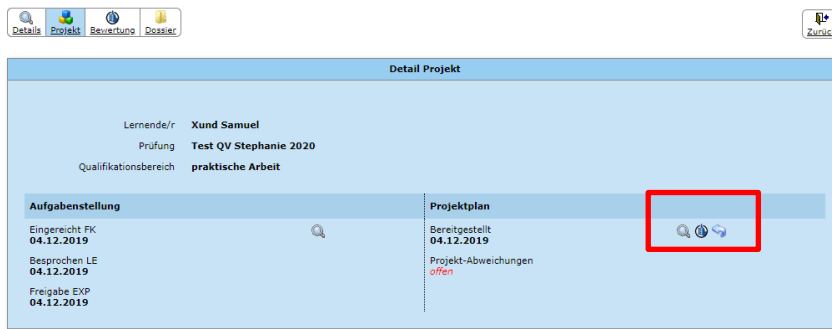 Details Projekt Bewertung Dossier
Detail Projekt
Lernende/r Xund Samuel
Prüfung Test QV Stephanie 2020
Qualifikationsbereich praktische Arbeit
Aufgabenstellung Projektplan
Eingereicht FK Bereitgestellt
04.12.2019 04.12.2019
Besprochen LE Projekt-Abweichungen
04.12.2019 offen
Freigabe EXP
04.12.2019